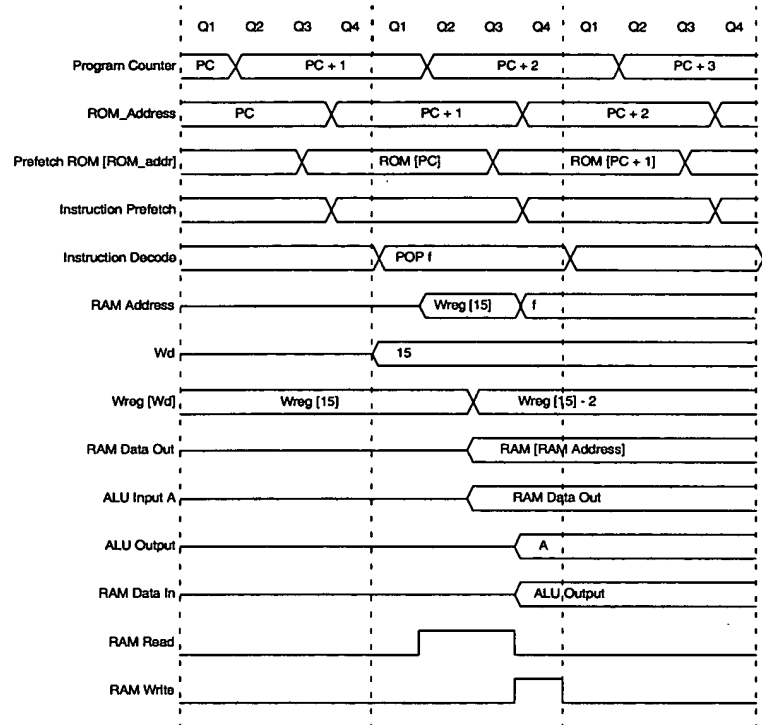 Q1 Q2 Q3 Q4 Q1 Q2 Q3 Q4 Q1 Q2 Q3 Q4
Program Counter PC PC + 1 PC + 2 PC + 3
ROM_Address PC PC + 1 PC + 2
Prefetch ROM [ROM_addr] ROM [PC] ROM [PC + 1]
Instruction Prefetch
Instruction Decode POP f
RAM Address Wreg [15] f
Wd 15
Wreg [Wd] Wreg [15] Wreg [15] - 2
RAM Data Out RAM [RAM Address]
ALU Input A RAM Data Out
ALU Output A
RAM Data In ALU Output
RAM Read
RAM Write